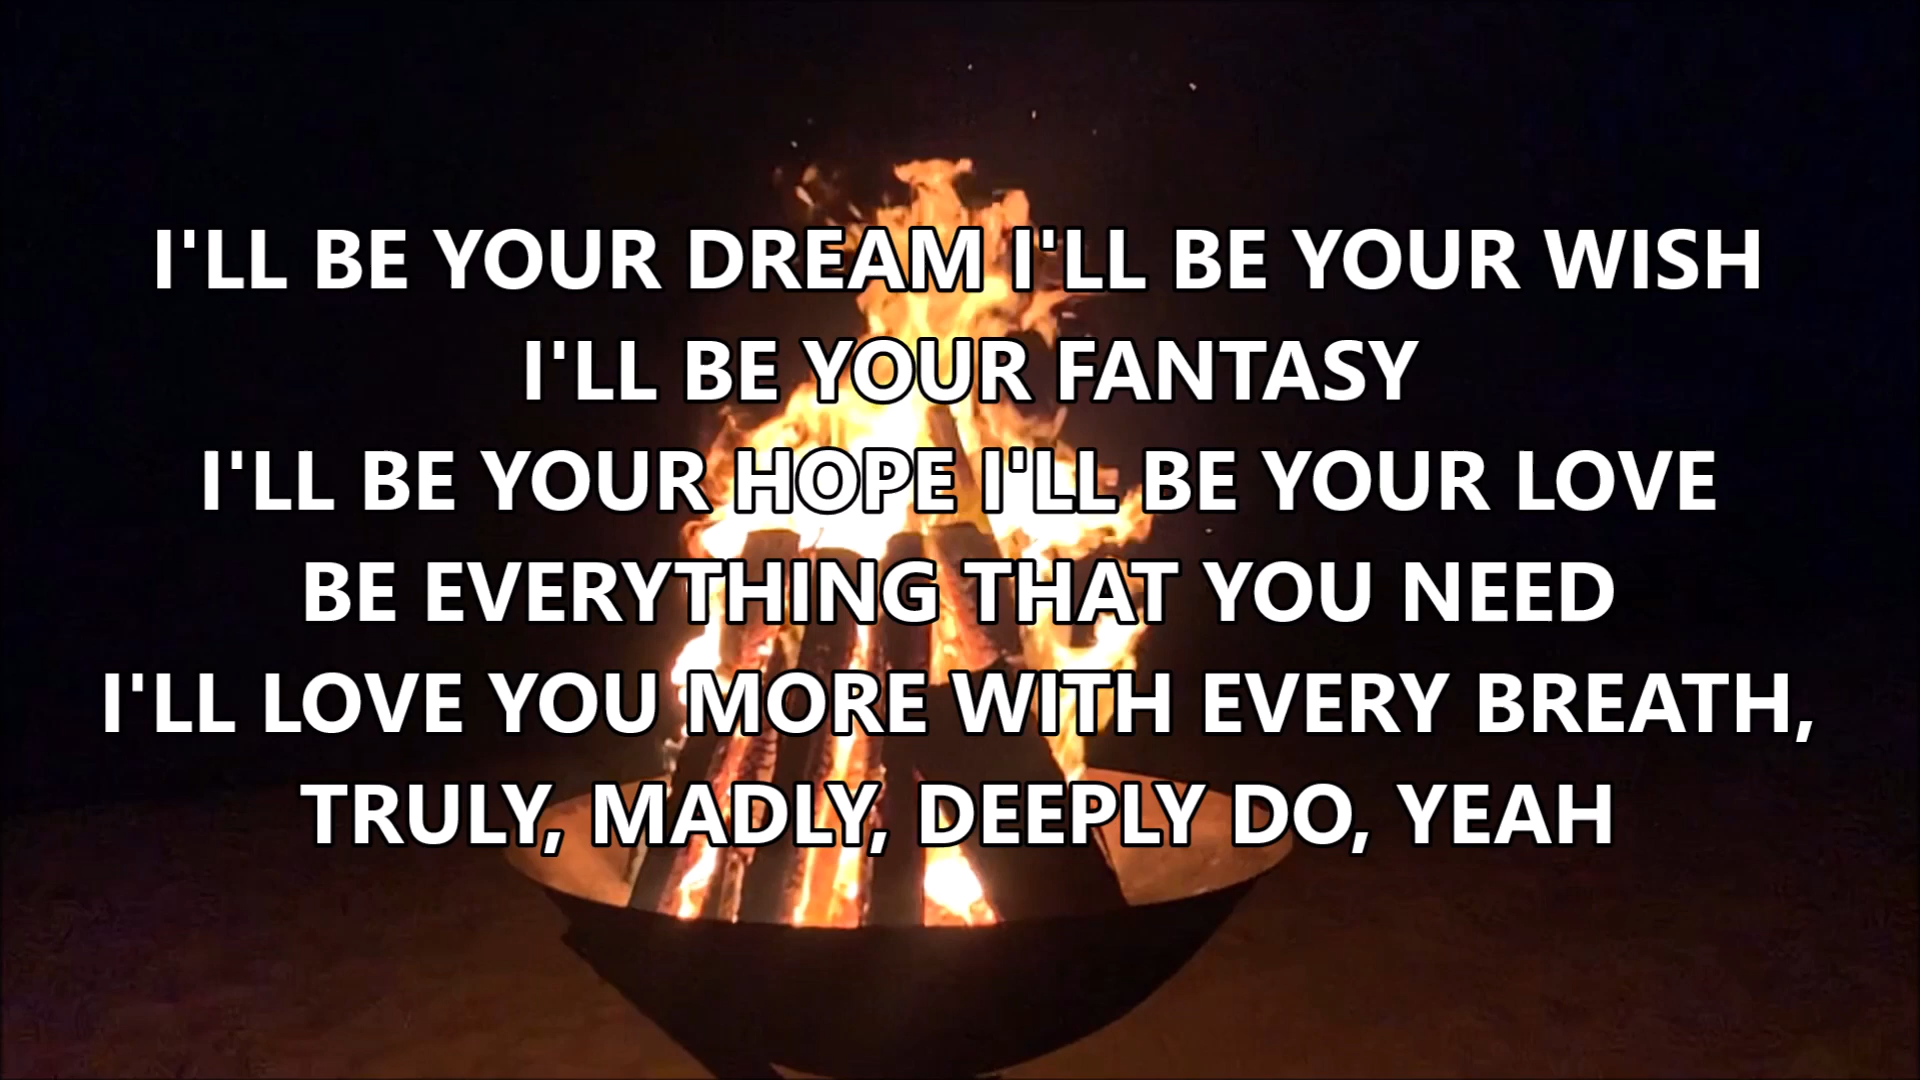 I'LL BE YOUR DREAM I'LL BE YOUR WISH
I'LL BE YOUR FANTASY
I'LL BE YOUR HOPE I'LL BE YOUR LOVE
BE EVERYTHING THAT YOU NEED
I'LL LOVE YOU MORE WITH EVERY BREATH,
TRULY, MADLY, DEEPLY DO, YEAH